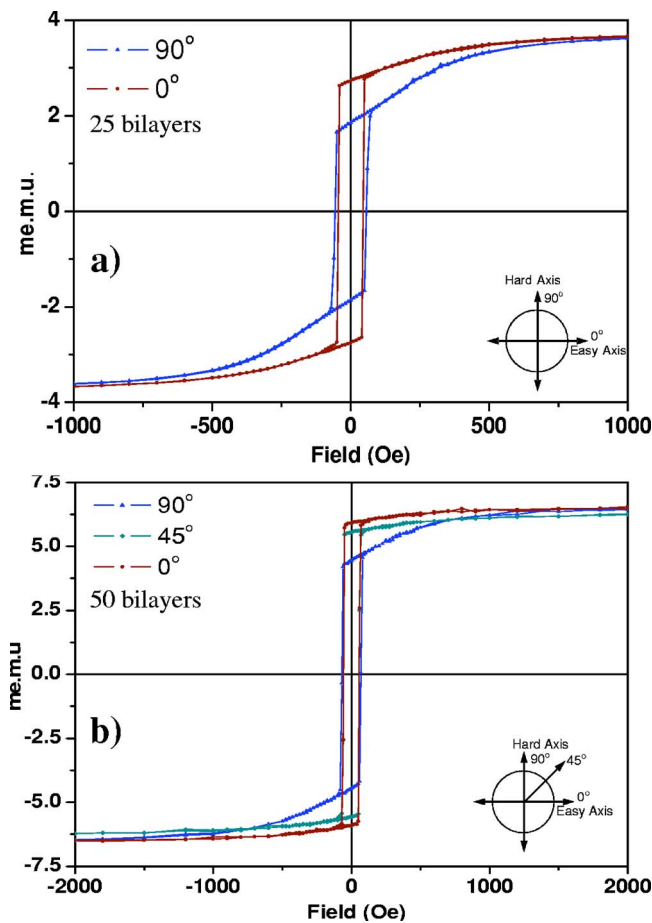 4
2
0
-2
-4
me.m.u.
90°
0°
25 bilayers
a)
Hard Axis
90°
0°
Easy Axis
-1000 -500 0 500 1000
Field (Oe)
7.5
5.0
2.5
0.0
-2.5
-5.0
-7.5
me.m.u
90°
45°
0°
50 bilayers
b)
Hard Axis
90° 45°
0°
Easy Axis
-2000 -1000 0 1000 2000
Field (Oe)